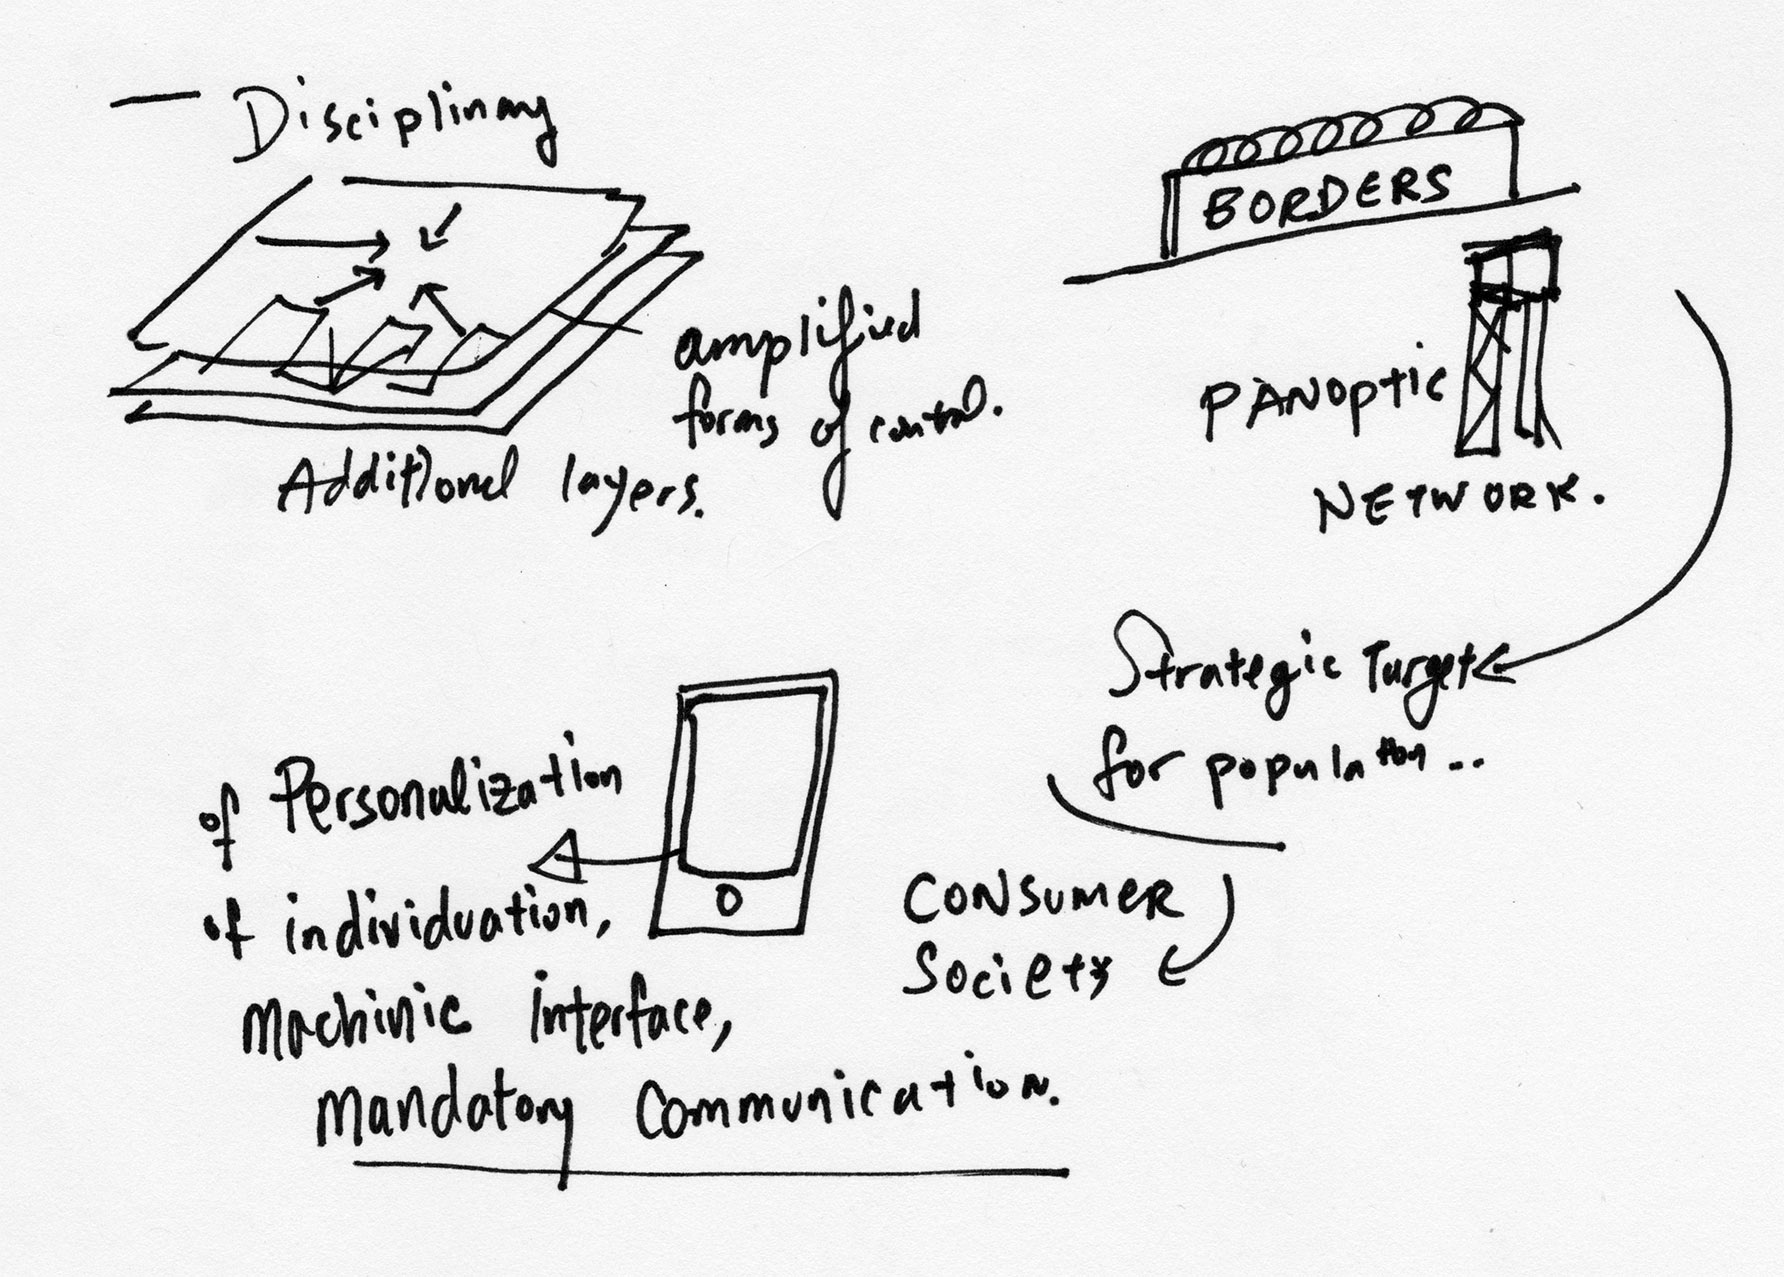 — Disciplinary
amplified
forms of control.
Additional layers.
BORDERS
PANOptic
NETWORK.
Strategic Target
for population...
CONSUMER
Society
of Personalization
of individuation,
Machinic interface,
Mandatory Communication.